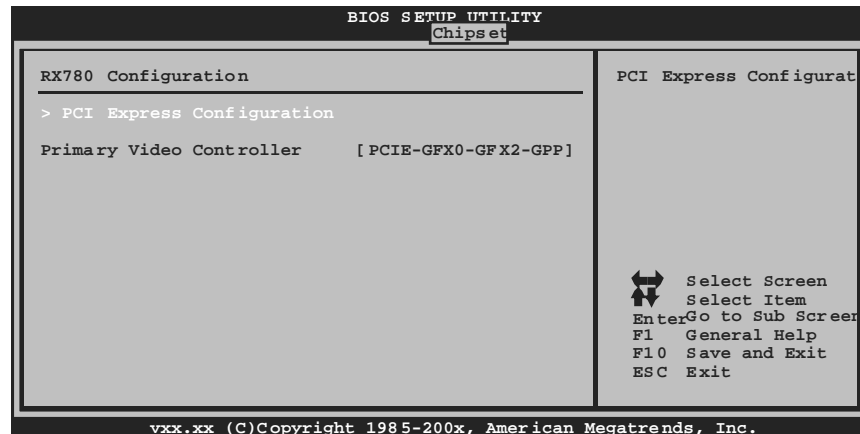 BIOS SETUP UTILITY
Chipset
RX780 Configuration
> PCI Express Configuration
Primary Video Controller [PCIE-GFX0-GFX2-GPP]
PCI Express Configurat
Select Screen
Select Item
Enter Go to Sub Screen
F1 General Help
F10 Save and Exit
ESC Exit
vxx.xx (C)Copyright 1985-200x, American Megatrends, Inc.